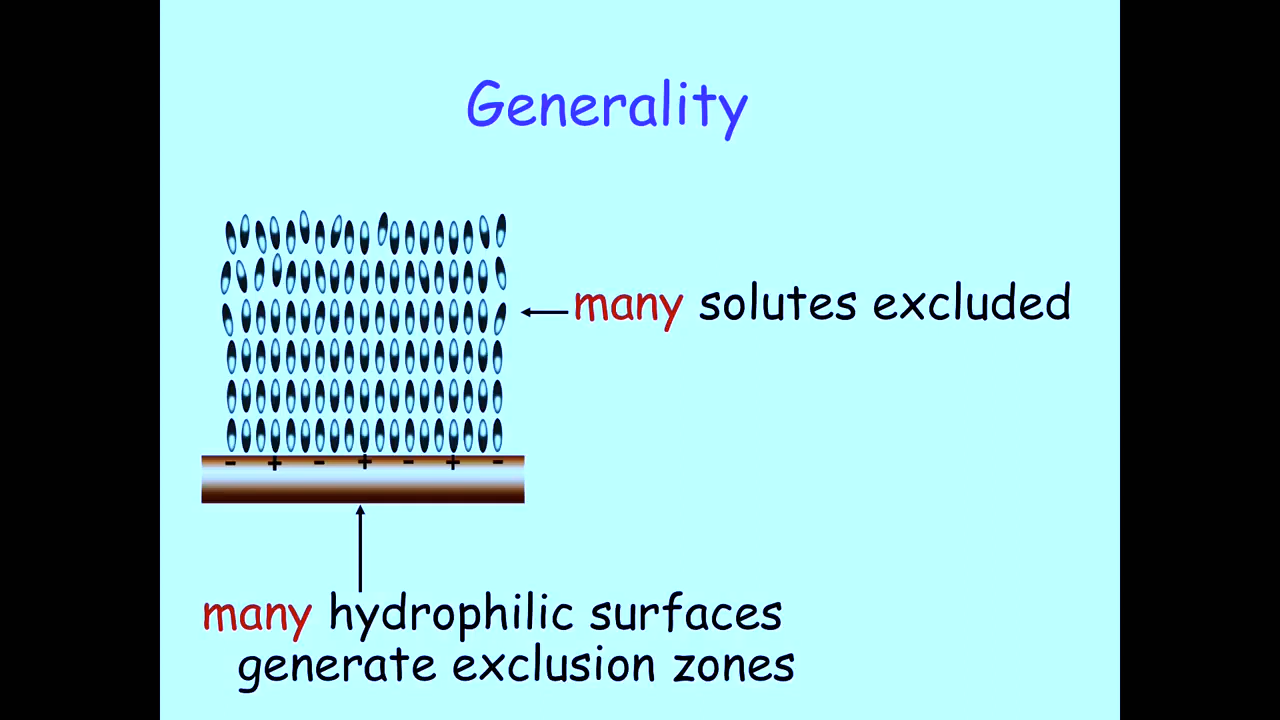 Generality
many solutes excluded
- + - + - + -
many hydrophilic surfaces
generate exclusion zones